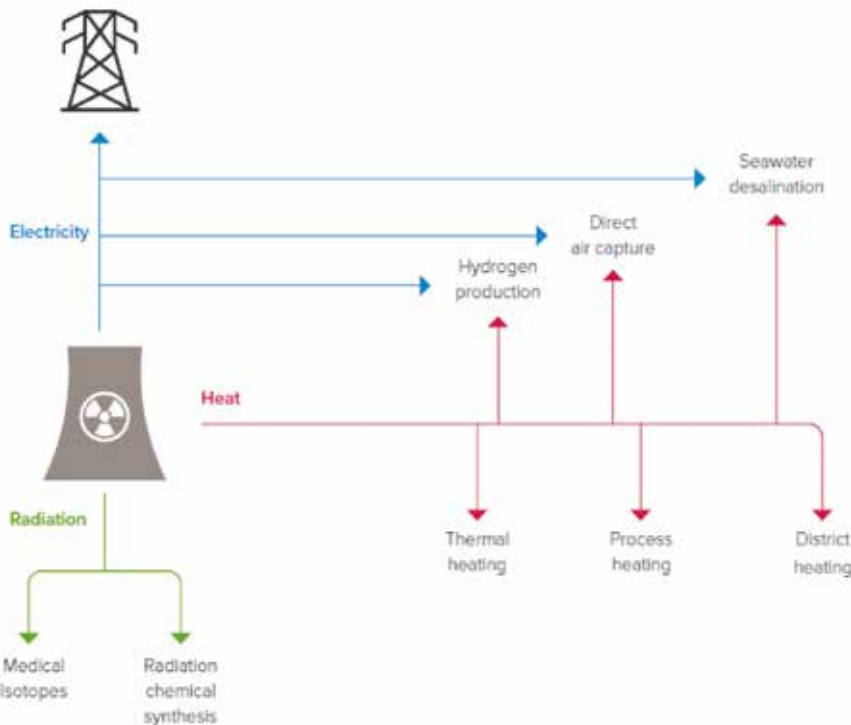 Seawater
desalination
Electricity
Direct
air capture
Hydrogen
production
Heat
Radiation
Thermal
heating
Process
heating
District
heating
Medical
isotopes
Radiation
chemical
synthesis